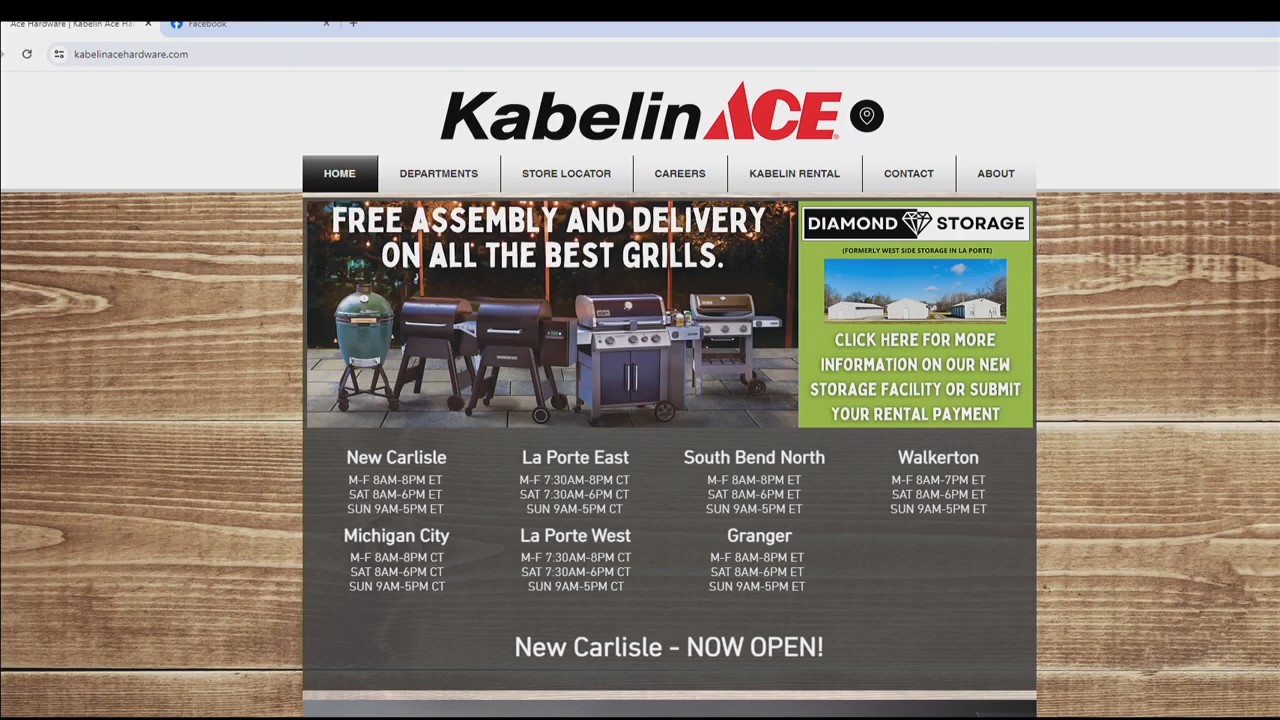 Ace Hardware | Kabelin Ace Ha
Facebook
kabelinacehardware.com
Kabelin ACE
HOME
DEPARTMENTS
STORE LOCATOR
CAREERS
KABELIN RENTAL
CONTACT
ABOUT
FREE ASSEMBLY AND DELIVERY
ON ALL THE BEST GRILLS.
DIAMOND STORAGE
(FORMERLY WEST SIDE STORAGE IN LA PORTE)
CLICK HERE FOR MORE
INFORMATION ON OUR NEW
STORAGE FACILITY OR SUBMIT
YOUR RENTAL PAYMENT
New Carlisle
M-F 8AM-8PM ET
SAT 8AM-6PM ET
SUN 9AM-5PM ET
La Porte East
M-F 7:30AM-8PM CT
SAT 7:30AM-6PM CT
SUN 9AM-5PM CT
South Bend North
M-F 8AM-8PM ET
SAT 8AM-6PM ET
SUN 9AM-5PM ET
Walkerton
M-F 8AM-7PM ET
SAT 8AM-6PM ET
SUN 9AM-5PM ET
Michigan City
M-F 8AM-8PM CT
SAT 8AM-6PM CT
SUN 9AM-5PM CT
La Porte West
M-F 7:30AM-8PM CT
SAT 7:30AM-6PM CT
SUN 9AM-5PM CT
Granger
M-F 8AM-8PM ET
SAT 8AM-6PM ET
SUN 9AM-5PM ET
New Carlisle - NOW OPEN!